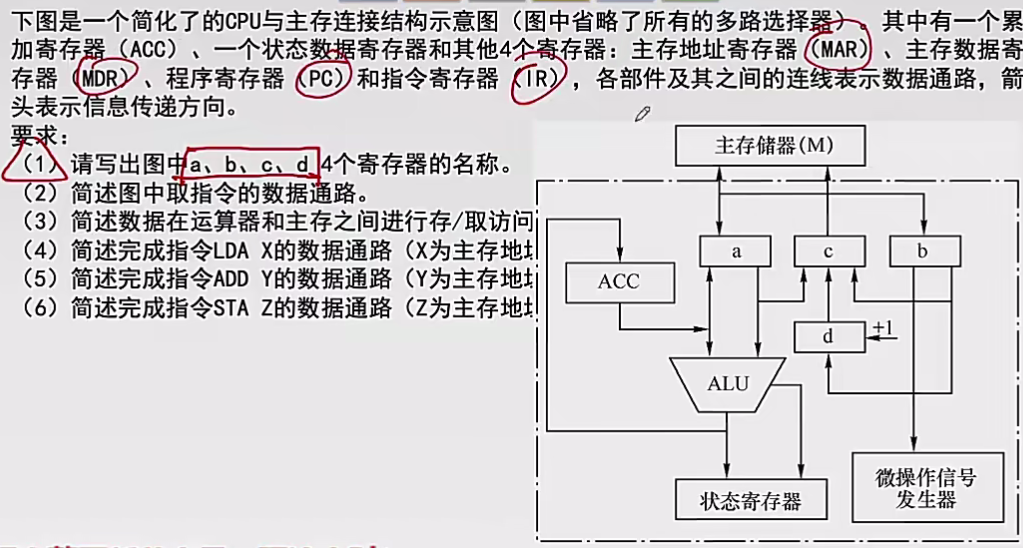 下图是一个简化了的CPU与主存连接结构示意图（图中省略了所有的多路选择器）。其中有一个累
加寄存器（ACC）、一个状态数据寄存器和其他4个寄存器：主存地址寄存器（MAR）、主存数据寄
存器（MDR）、程序寄存器（PC）和指令寄存器（IR），各部件及其之间的连线表示数据通路，箭
头表示信息传递方向。
要求：
（1）请写出图中a、b、c、d 4个寄存器的名称。
（2）简述图中取指令的数据通路。
（3）简述数据在运算器和主存之间进行存/取访问
（4）简述完成指令LDA X的数据通路（X为主存地
（5）简述完成指令ADD Y的数据通路（Y为主存地
（6）简述完成指令STA Z的数据通路（Z为主存地
主存储器(M)
a
c
b
ACC
d
+1
ALU
状态寄存器
微操作信号
发生器